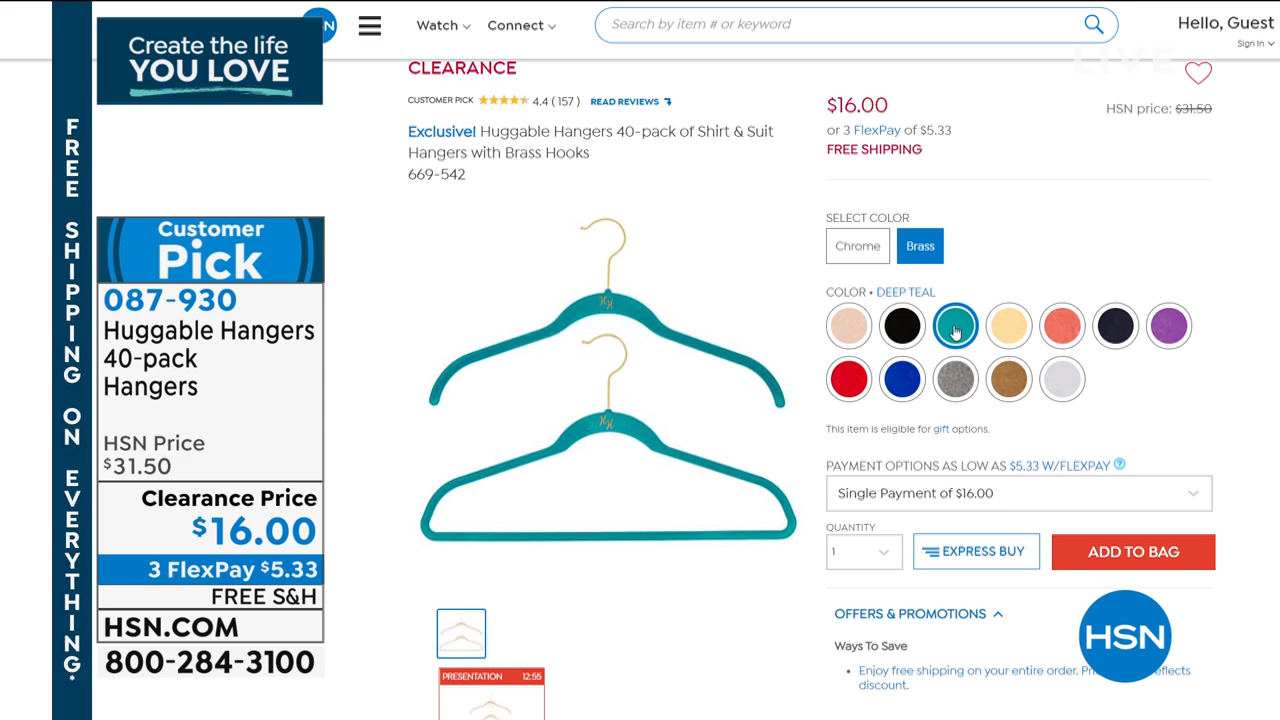 FREE SHIPPING ON EVERYTHING*
Create the life
YOU LOVE
Customer
Pick
087-930
Huggable Hangers
40-pack
Hangers
HSN Price
$31.50
Clearance Price
$16.00
3 FlexPay $5.33
FREE S&H
HSN.COM
800-284-3100
Watch
Connect
Search by item # or keyword
Hello, Guest
Sign In
LIVE
CLEARANCE
CUSTOMER PICK 4.4 (157) READ REVIEWS
Exclusive! Huggable Hangers 40-pack of Shirt & Suit
Hangers with Brass Hooks
669-542
HH
HH
PRESENTATION 12:55
$16.00
HSN price: $31.50
or 3 FlexPay of $5.33
FREE SHIPPING
SELECT COLOR
Chrome
Brass
COLOR • DEEP TEAL
This item is eligible for gift options.
PAYMENT OPTIONS AS LOW AS $5.33 W/FLEXPAY ?
Single Payment of $16.00
QUANTITY
1
EXPRESS BUY
ADD TO BAG
OFFERS & PROMOTIONS
Ways To Save
• Enjoy free shipping on your entire order.
discount.
HSN